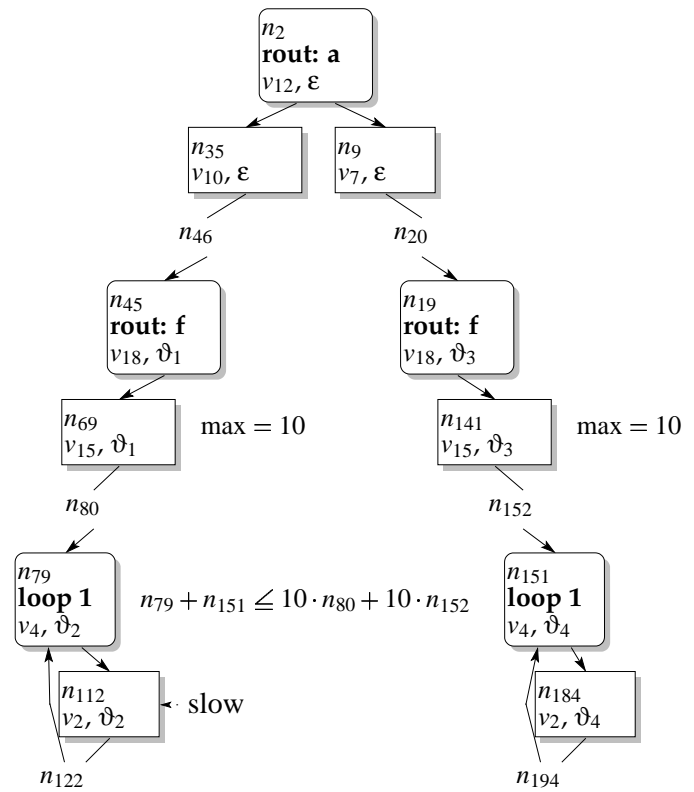 n₂
rout: a
v₁₂, ε
n₃₅
v₁₀, ε
n₉
v₇, ε
n₄₆
n₂₀
n₄₅
rout: f
v₁₈, ϑ₁
n₁₉
rout: f
v₁₈, ϑ₃
n₆₉
v₁₅, ϑ₁
max = 10
n₁₄₁
v₁₅, ϑ₃
max = 10
n₈₀
n₁₅₂
n₇₉
loop 1
v₄, ϑ₂
n₇₉ + n₁₅₁ ≦ 10 · n₈₀ + 10 · n₁₅₂
n₁₅₁
loop 1
v₄, ϑ₄
n₁₁₂
v₂, ϑ₂
slow
n₁₈₄
v₂, ϑ₄
n₁₂₂
n₁₉₄